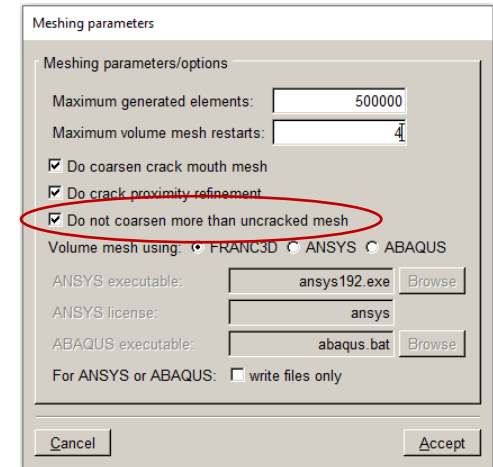 Meshing parameters
Meshing parameters/options
Maximum generated elements: 500000
Maximum volume mesh restarts: 4
Do coarsen crack mouth mesh
Do crack proximity refinement
Do not coarsen more than uncracked mesh
Volume mesh using: FRANC3D ANSYS ABAQUS
ANSYS executable: ansys192.exe Browse
ANSYS license: ansys
ABAQUS executable: abaqus.bat Browse
For ANSYS or ABAQUS: write files only
Cancel Accept